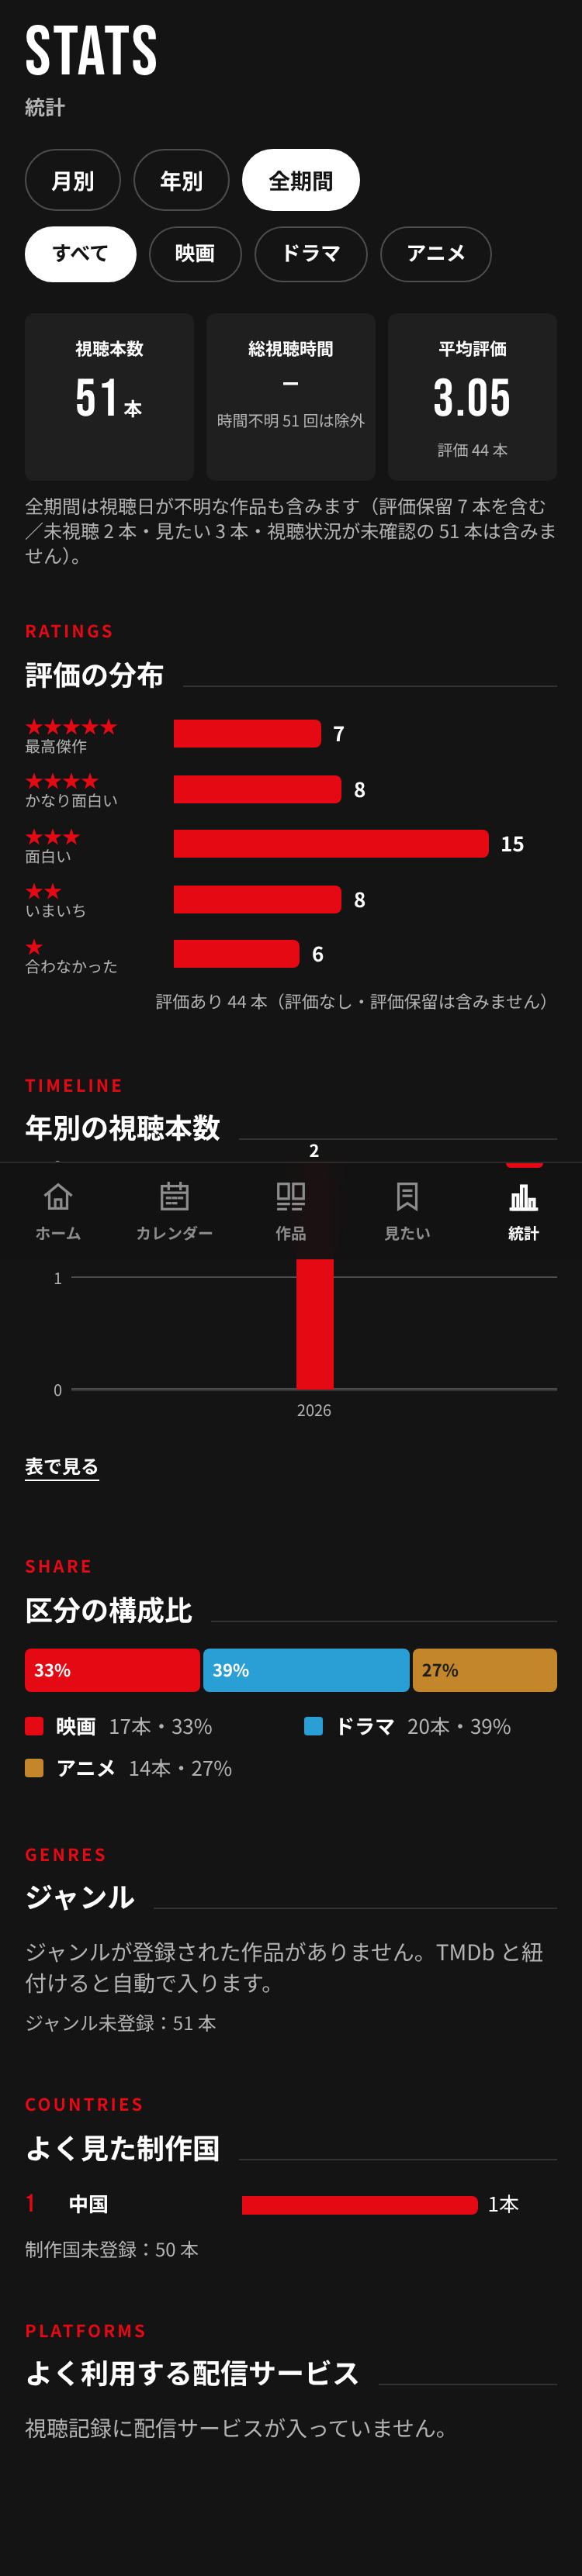 STATS
統計
月別
年別
全期間
すべて
映画
ドラマ
アニメ
視聴本数
51本
総視聴時間
–
時間不明 51 回は除外
平均評価
3.05
評価 44 本
全期間は視聴日が不明な作品も含みます（評価保留 7 本を含む
／未視聴 2 本・見たい 3 本・視聴状況が未確認の 51 本は含みま
せん）。
RATINGS
評価の分布
★★★★★
最高傑作
7
★★★★
かなり面白い
8
★★★
面白い
15
★★
いまいち
8
★
合わなかった
6
評価あり 44 本（評価なし・評価保留は含みません）
TIMELINE
年別の視聴本数
2
ホーム
カレンダー
作品
見たい
統計
1
0
2026
表で見る
SHARE
区分の構成比
33%
39%
27%
映画 17本・33%
ドラマ 20本・39%
アニメ 14本・27%
GENRES
ジャンル
ジャンルが登録された作品がありません。TMDb と紐
付けると自動で入ります。
ジャンル未登録：51 本
COUNTRIES
よく見た制作国
1 中国 1本
制作国未登録：50 本
PLATFORMS
よく利用する配信サービス
視聴記録に配信サービスが入っていません。